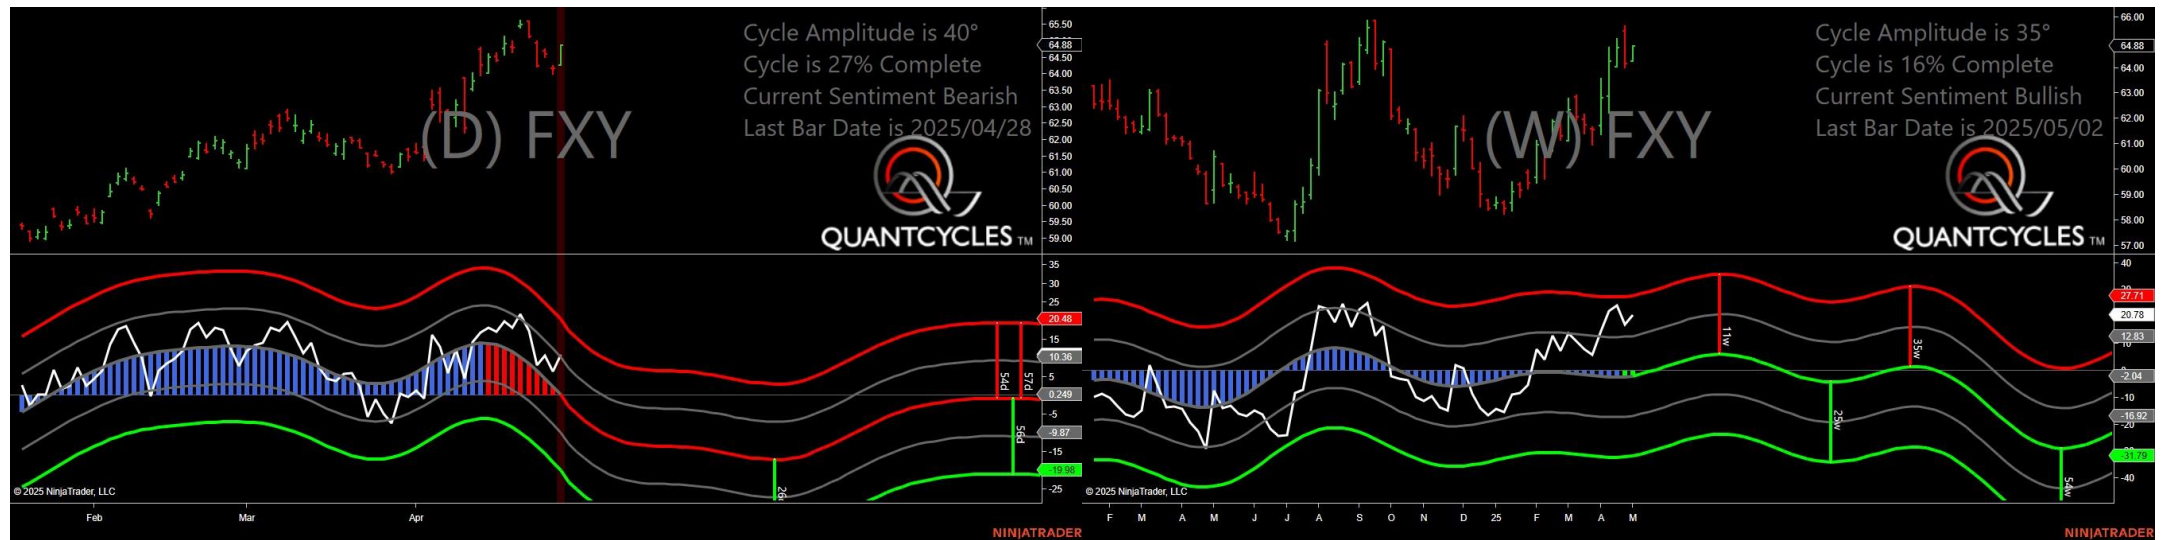 Cycle Amplitude is 40°
Cycle is 27% Complete
Current Sentiment Bearish
Last Bar Date is 2025/04/28
(D) FXY
QUANTCYCLES TM
65.50
64.88
64.50
64.00
63.50
63.00
62.50
62.00
61.50
61.00
60.50
60.00
59.50
59.00
35
30
25
20.48
15
10.36
5
0.249
-5
-9.87
-15
-19.98
-25
54d
57d
56d
© 2025 NinjaTrader, LLC
Feb Mar Apr
NINJATRADER
Cycle Amplitude is 35°
Cycle is 16% Complete
Current Sentiment Bullish
Last Bar Date is 2025/05/02
(W) FXY
QUANTCYCLES TM
66.00
64.88
64.00
63.00
62.00
61.00
60.00
59.00
58.00
57.00
40
27.71
20.78
12.83
-2.04
-10
-16.92
-20
-31.79
-40
11w
35w
25w
54w
© 2025 NinjaTrader, LLC
F M A M J J A S O N D 25 F M A M
NINJATRADER